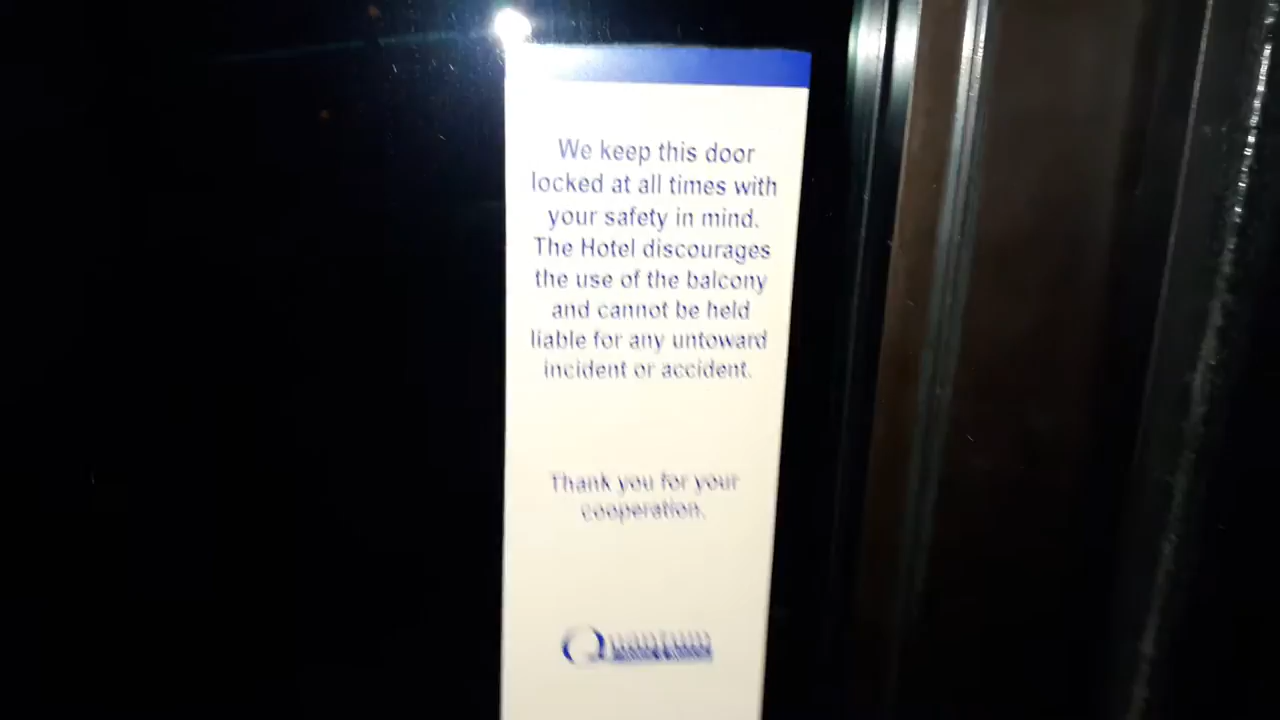 We keep this door
locked at all times with
your safety in mind.
The Hotel discourages
the use of the balcony
and cannot be held
liable for any untoward
incident or accident.
Thank you for your
cooperation.
Quantum